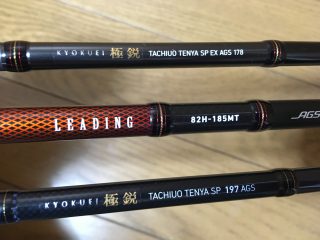 KYOKUEI 極鋭 TACHIUO TENYA SP EX AGS 178
LEADING 82H-185MT AGS
KYOKUEI 極鋭 TACHIUO TENYA SP 197 AGS